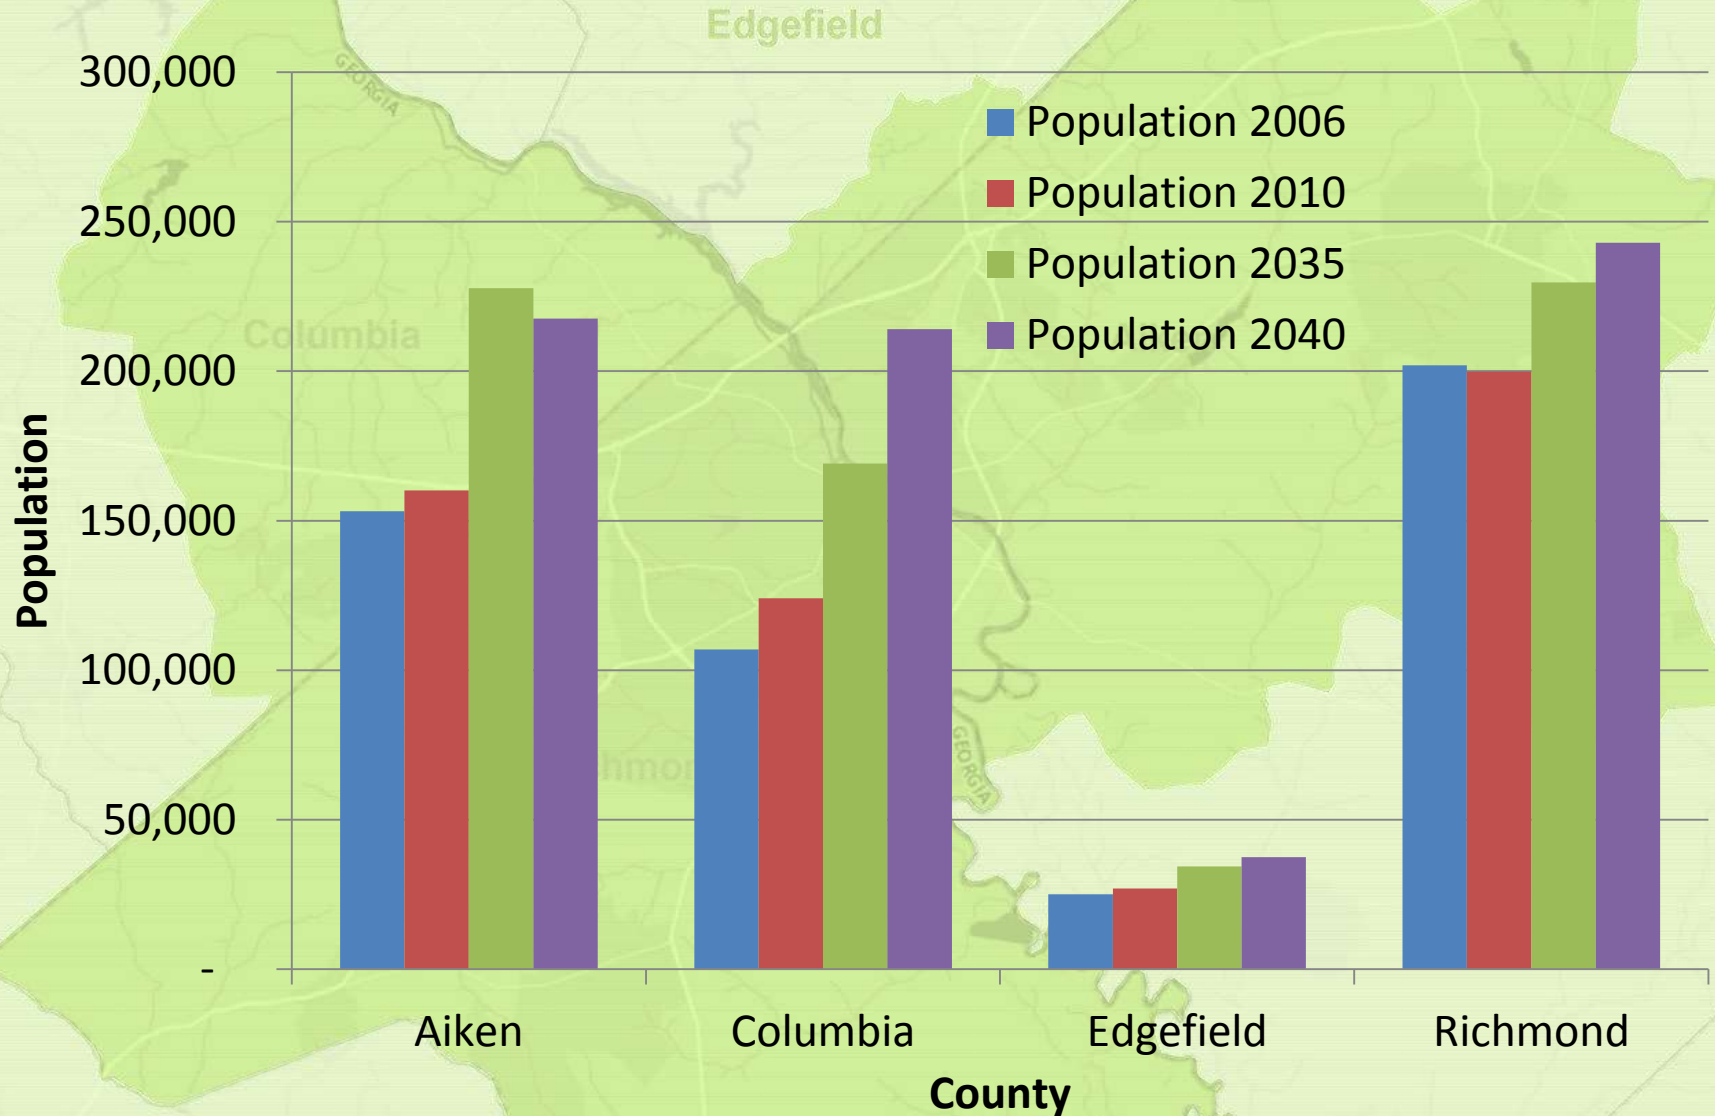 Edgefield
300,000
GEORGIA
Population 2006
Population 2010
250,000
Population 2035
Columbia
Population 2040
200,000
Population
150,000
100,000
GEORGIA
50,000
-
Aiken
Columbia
Edgefield
Richmond
County